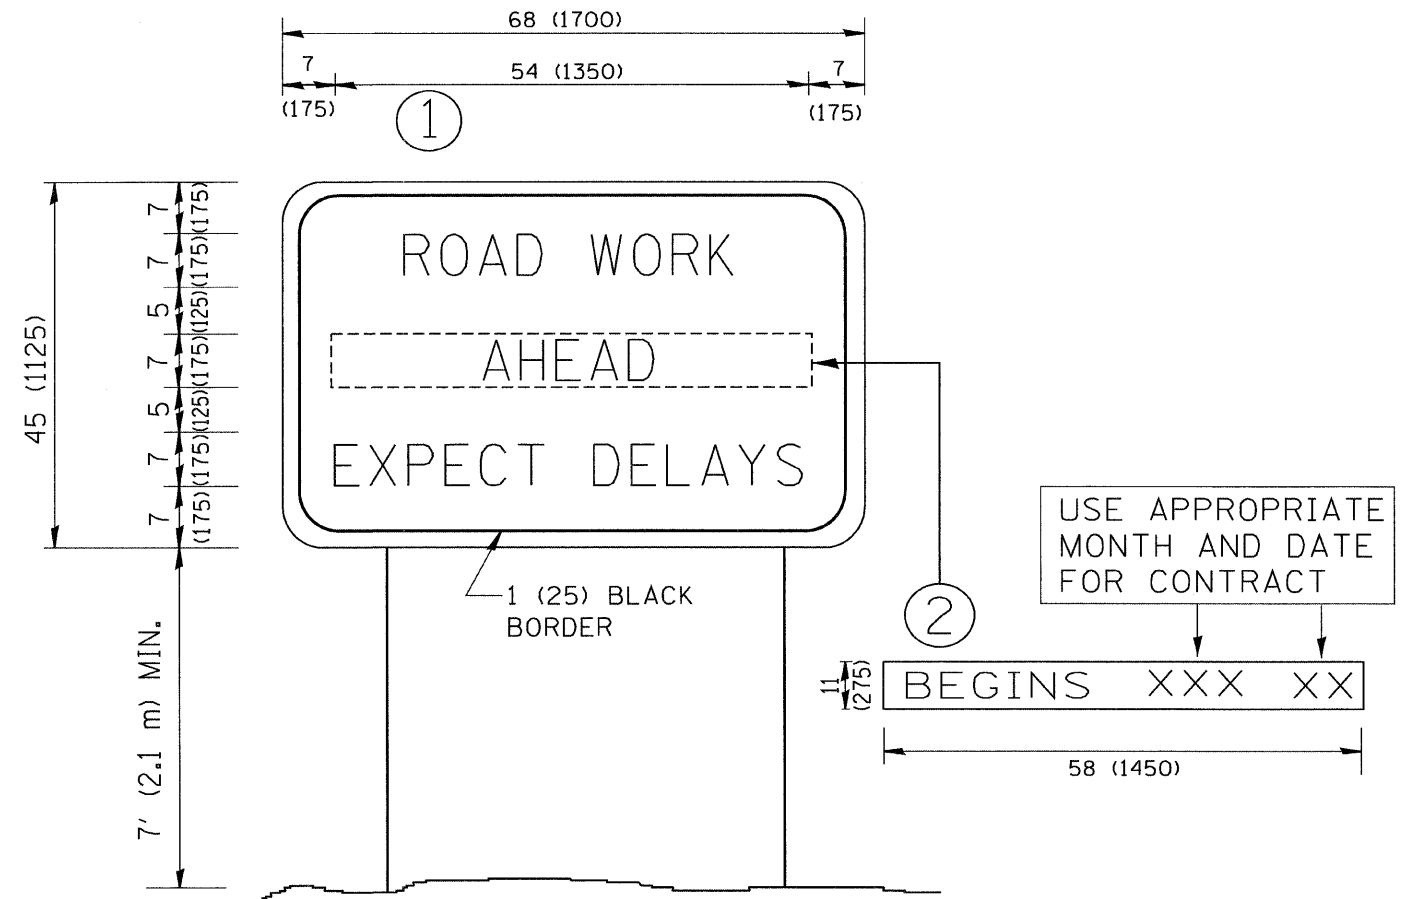 68 (1700)
7
54 (1350)
7
(175)
(175)
1
7
(175)
7
(175)
5
(125)
7
(175)
5
(125)
7
(175)
7
(175)
45 (1125)
7' (2.1 m) MIN.
ROAD WORK
AHEAD
EXPECT DELAYS
1 (25) BLACK
BORDER
2
USE APPROPRIATE
MONTH AND DATE
FOR CONTRACT
11
(275)
BEGINS XXX XX
58 (1450)